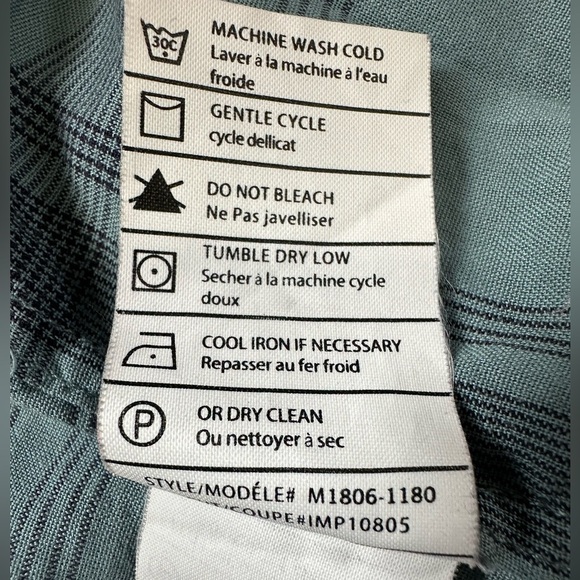 30C
MACHINE WASH COLD
Laver à la machine à l'eau
froide
GENTLE CYCLE
cycle dellicat
DO NOT BLEACH
Ne Pas javelliser
TUMBLE DRY LOW
Secher à la machine cycle
doux
COOL IRON IF NECESSARY
Repasser au fer froid
P
OR DRY CLEAN
Ou nettoyer à sec
STYLE/MODÉLE# M1806-1180
/COUPE#IMP10805